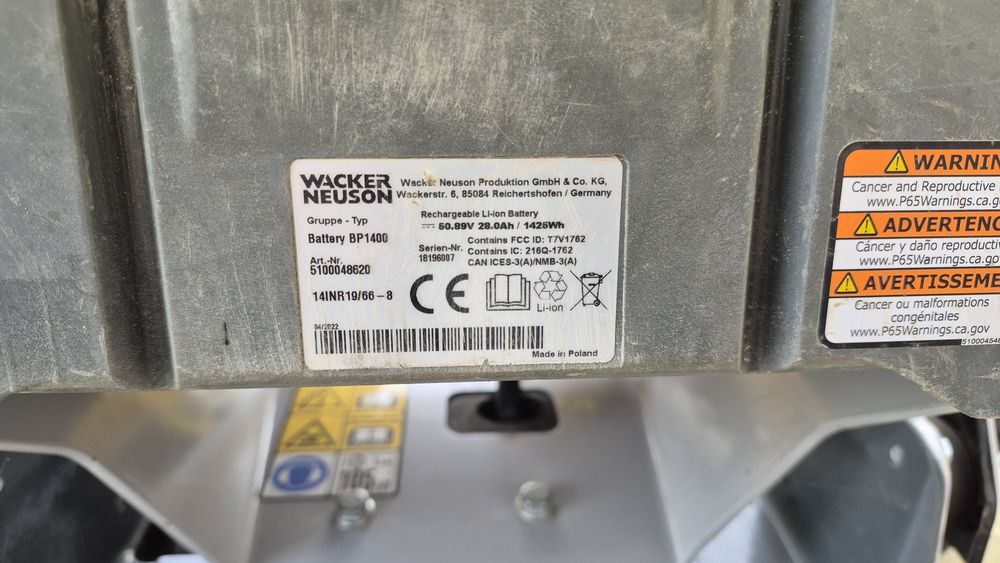 WACKER
NEUSON
Wacker Neuson Produktion GmbH & Co. KG,
Wackerstr. 6, 85084 Reichertshofen / Germany
Gruppe - Typ
Battery BP1400
Rechargeable Li-ion Battery
50.89V 28.0Ah / 1425Wh
Art.-Nr.
5100048620
Serien-Nr.
18196007
Contains FCC ID: T7V1762
Contains IC: 216Q-1762
CAN ICES-3(A)/NMB-3(A)
14INR19/66-8
CE
Li-ion
04/2022
Made in Poland
WARNIN
Cancer and Reproductive
www.P65Warnings.ca.g
ADVERTENC
Cáncer y daño reproducti
www.P65Warnings.ca.g
AVERTISSEME
Cancer ou malformations
congénitales
www.P65Warnings.ca.gov